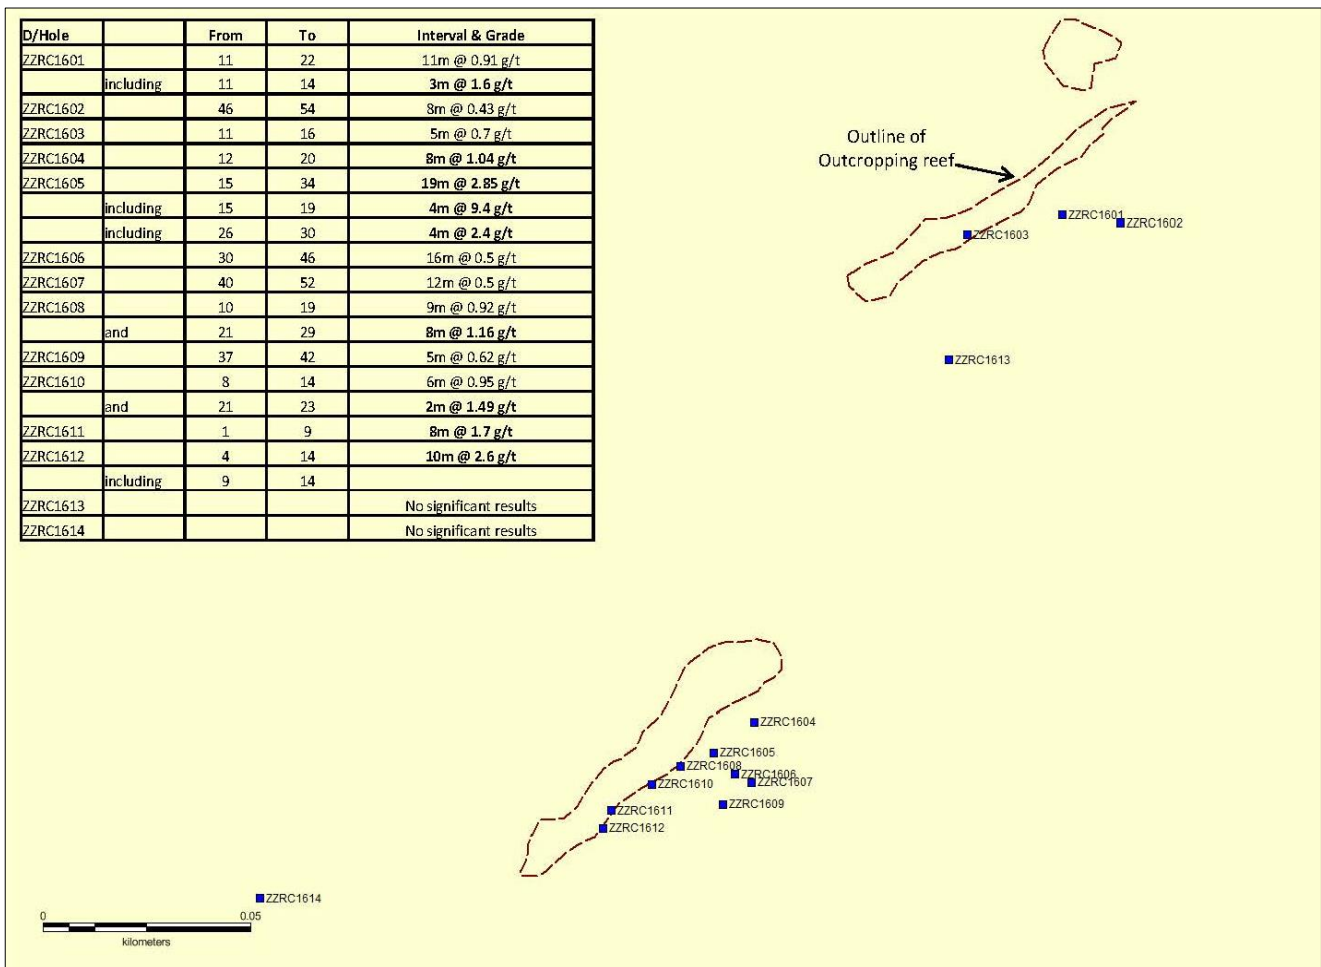 D/Hole From To Interval & Grade
ZZRC1601 11 22 11m @ 0.91 g/t
including 11 14 3m @ 1.6 g/t
ZZRC1602 46 54 8m @ 0.43 g/t
ZZRC1603 11 16 5m @ 0.7 g/t
ZZRC1604 12 20 8m @ 1.04 g/t
ZZRC1605 15 34 19m @ 2.85 g/t
including 15 19 4m @ 9.4 g/t
including 26 30 4m @ 2.4 g/t
ZZRC1606 30 46 16m @ 0.5 g/t
ZZRC1607 40 52 12m @ 0.5 g/t
ZZRC1608 10 19 9m @ 0.92 g/t
and 21 29 8m @ 1.16 g/t
ZZRC1609 37 42 5m @ 0.62 g/t
ZZRC1610 8 14 6m @ 0.95 g/t
and 21 23 2m @ 1.49 g/t
ZZRC1611 1 9 8m @ 1.7 g/t
ZZRC1612 4 14 10m @ 2.6 g/t
including 9 14
ZZRC1613 No significant results
ZZRC1614 No significant results
Outline of
Outcropping reef
ZZRC1601
ZZRC1602
ZZRC1603
ZZRC1613
ZZRC1604
ZZRC1605
ZZRC1608
ZZRC1606
ZZRC1607
ZZRC1610
ZZRC1609
ZZRC1611
ZZRC1612
ZZRC1614
0 0.05
kilometers